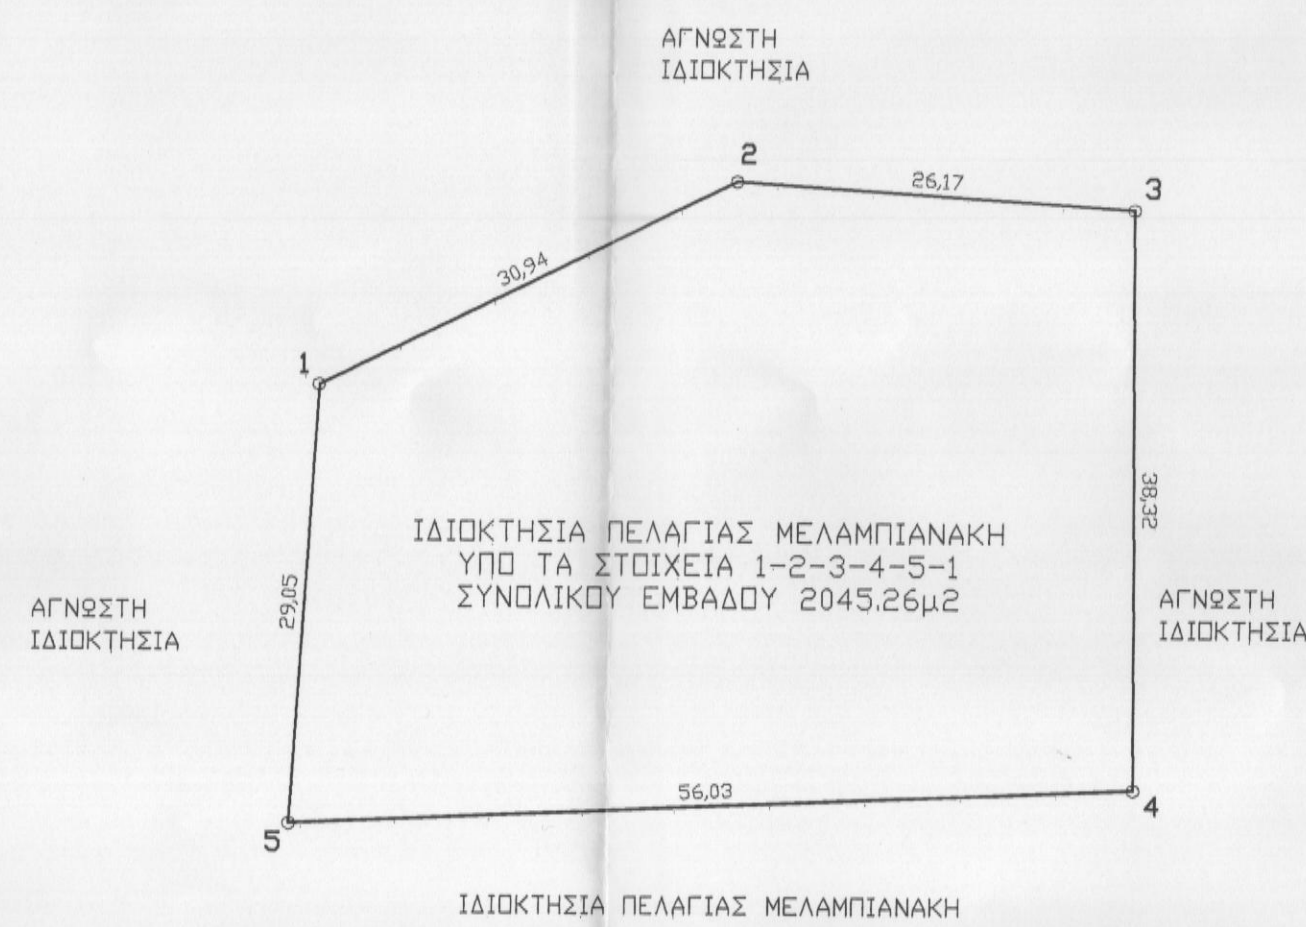 ΑΓΝΩΣΤΗ
ΙΔΙΟΚΤΗΣΙΑ
2
26,17
3
30,94
1
38,32
ΙΔΙΟΚΤΗΣΙΑ ΠΕΛΑΓΙΑΣ ΜΕΛΑΜΠΙΑΝΑΚΗ
ΥΠΟ ΤΑ ΣΤΟΙΧΕΙΑ 1-2-3-4-5-1
ΣΥΝΟΛΙΚΟΥ ΕΜΒΑΔΟΥ 2045.26μ2
29,05
ΑΓΝΩΣΤΗ
ΙΔΙΟΚΤΗΣΙΑ
ΑΓΝΩΣΤΗ
ΙΔΙΟΚΤΗΣΙΑ
56,03
4
5
ΙΔΙΟΚΤΗΣΙΑ ΠΕΛΑΓΙΑΣ ΜΕΛΑΜΠΙΑΝΑΚΗ